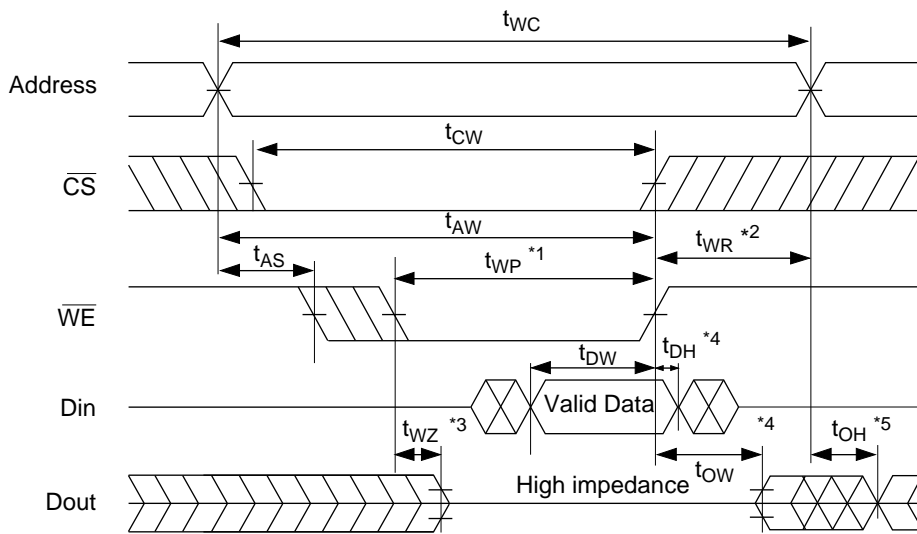 tWC
Address
tCW
CS
tAW
tAS
tWP *1
tWR *2
WE
tDW
tDH *4
Din
Valid Data
tWZ *3
*4
tOW
tOH *5
Dout
High impedance